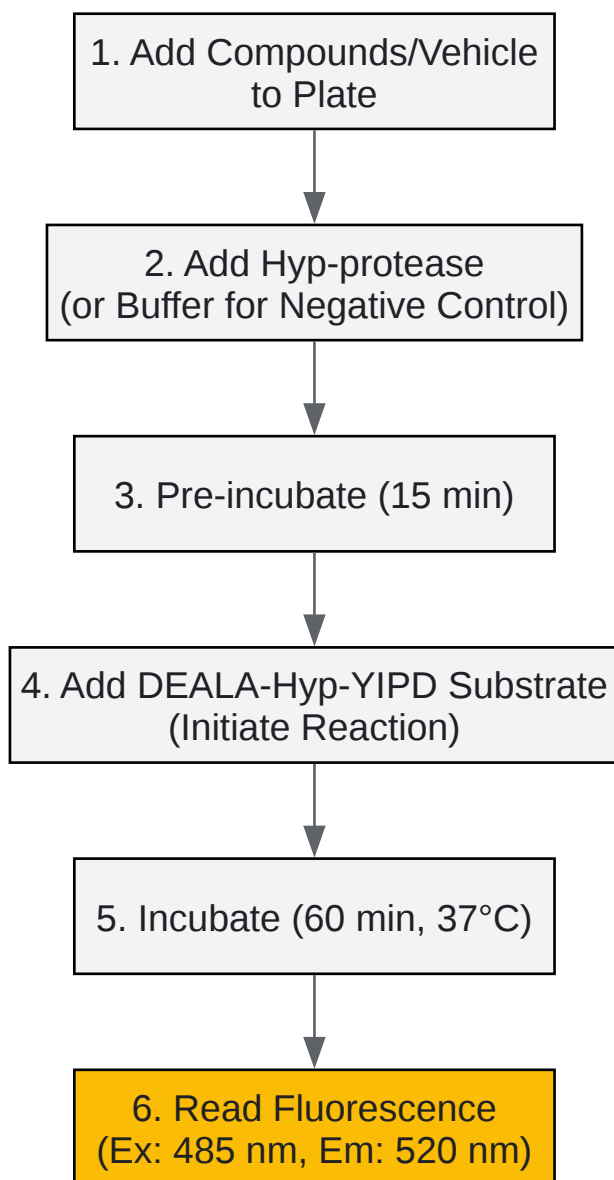 1. Add Compounds/Vehicle
to Plate
2. Add Hyp-protease
(or Buffer for Negative Control)
3. Pre-incubate (15 min)
4. Add DEALA-Hyp-YIPD Substrate
(Initiate Reaction)
5. Incubate (60 min, 37°C)
6. Read Fluorescence
(Ex: 485 nm, Em: 520 nm)